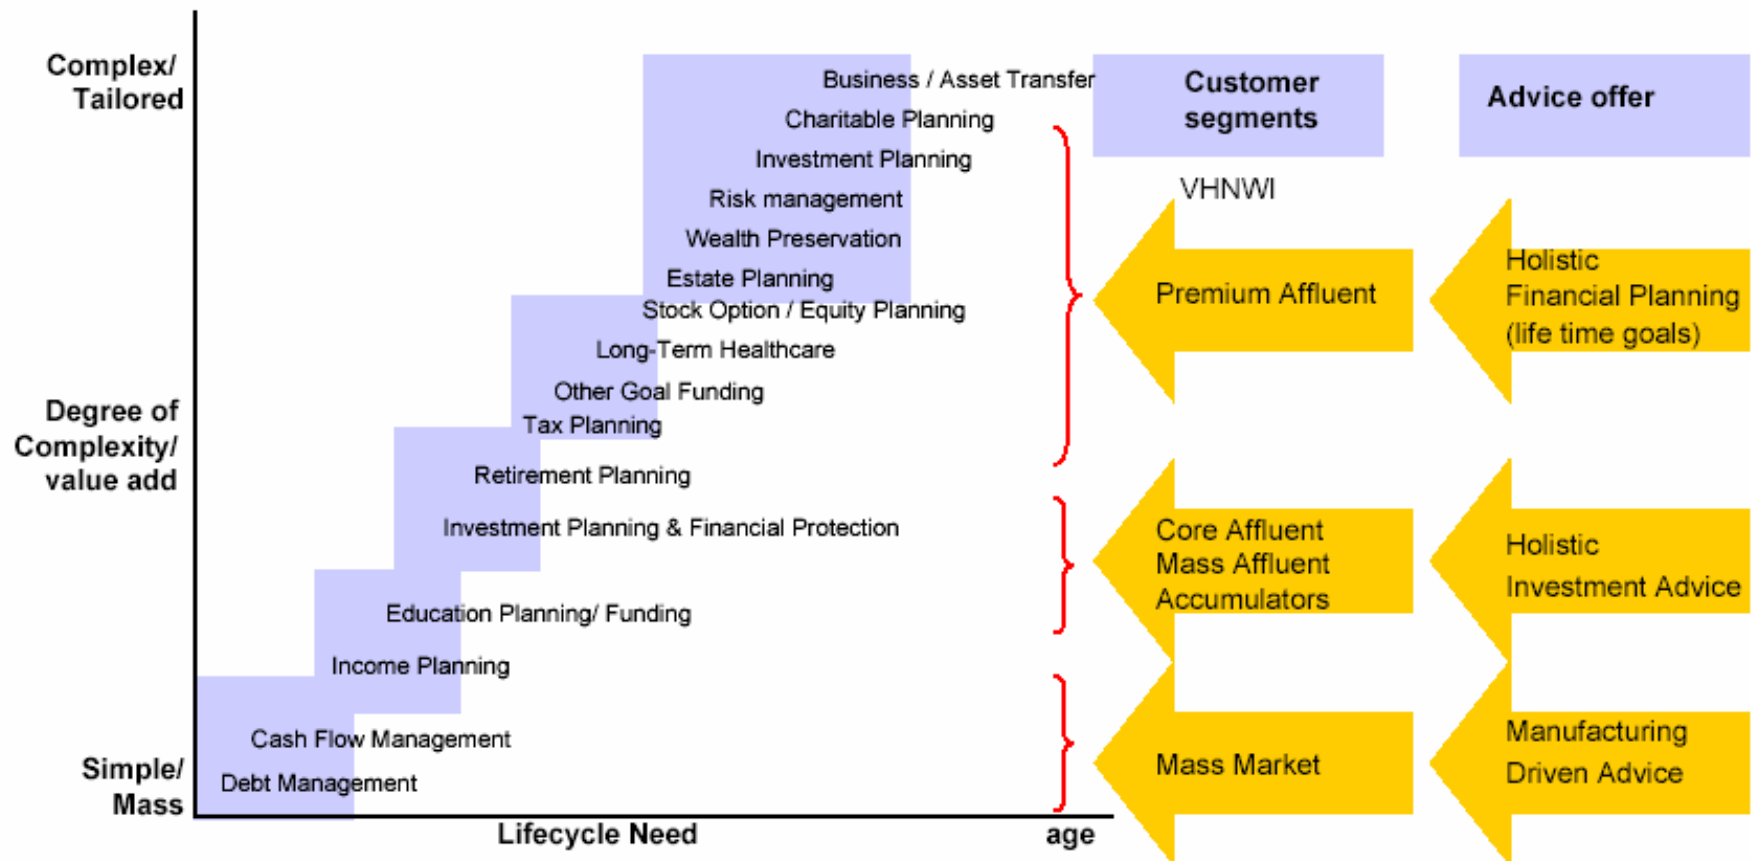 Complex/
Tailored
Degree of
Complexity/
value add
Simple/
Mass
Business / Asset Transfer
Charitable Planning
Investment Planning
Risk management
Wealth Preservation
Estate Planning
Stock Option / Equity Planning
Long-Term Healthcare
Other Goal Funding
Tax Planning
Retirement Planning
Investment Planning & Financial Protection
Education Planning/ Funding
Income Planning
Cash Flow Management
Debt Management
Lifecycle Need
age
Customer
segments
VHNWI
Premium Affluent
Core Affluent
Mass Affluent
Accumulators
Mass Market
Advice offer
Holistic
Financial Planning
(life time goals)
Holistic
Investment Advice
Manufacturing
Driven Advice